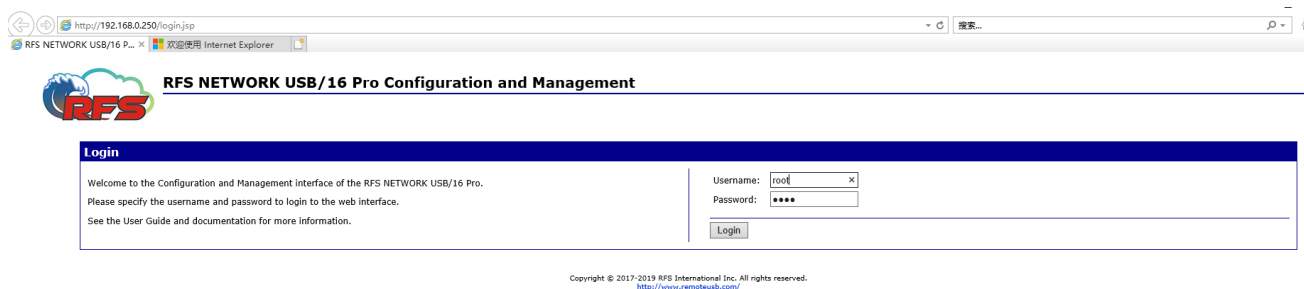 http://192.168.0.250/login.jsp
搜索...
RFS NETWORK USB/16 P...
欢迎使用 Internet Explorer
RFS
RFS NETWORK USB/16 Pro Configuration and Management
Login
Welcome to the Configuration and Management interface of the RFS NETWORK USB/16 Pro.
Please specify the username and password to login to the web interface.
See the User Guide and documentation for more information.
Username: root
Password: ●●●●
Login
Copyright © 2017-2019 RFS International Inc. All rights reserved.
http://www.remoteusb.com/